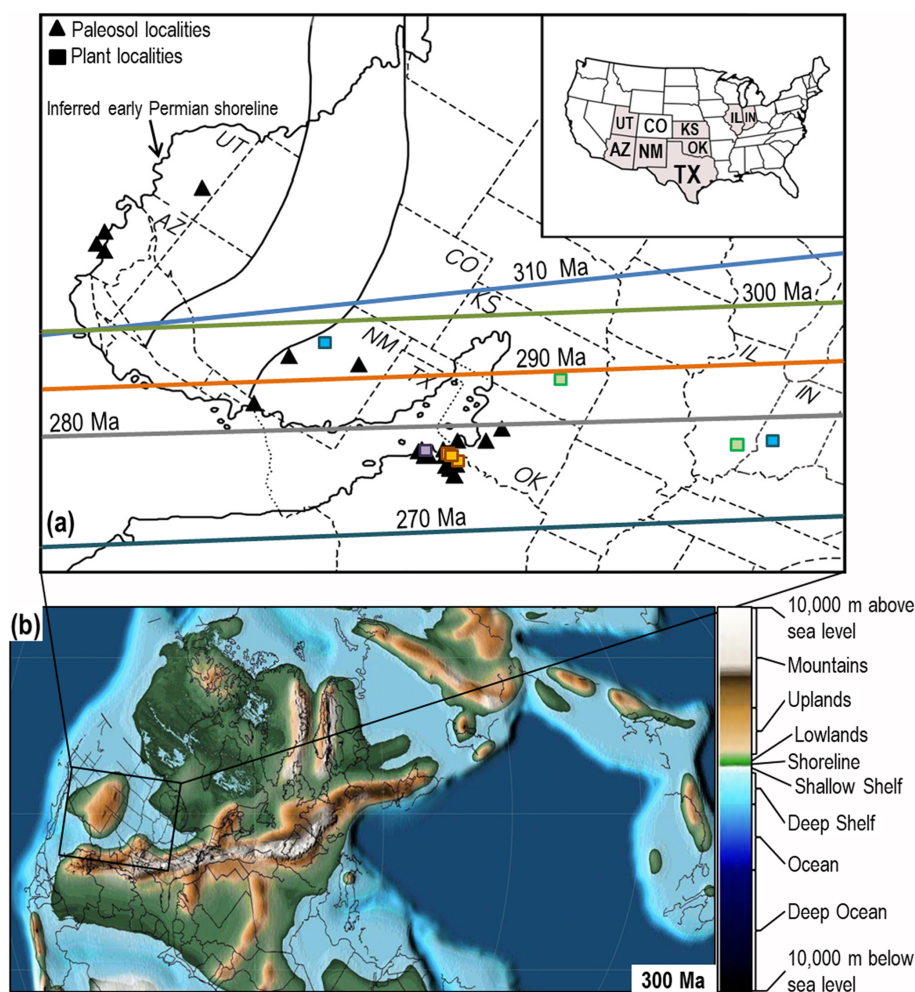 Paleosol localities
Plant localities
Inferred early Permian shoreline
UT
AZ
CO
KS
NM
TX
OK
IL
IN
310 Ma
300 Ma
290 Ma
280 Ma
270 Ma
(a)
UT
CO
KS
IL
IN
AZ
NM
OK
TX
(b)
300 Ma
10,000 m above
sea level
Mountains
Uplands
Lowlands
Shoreline
Shallow Shelf
Deep Shelf
Ocean
Deep Ocean
10,000 m below
sea level